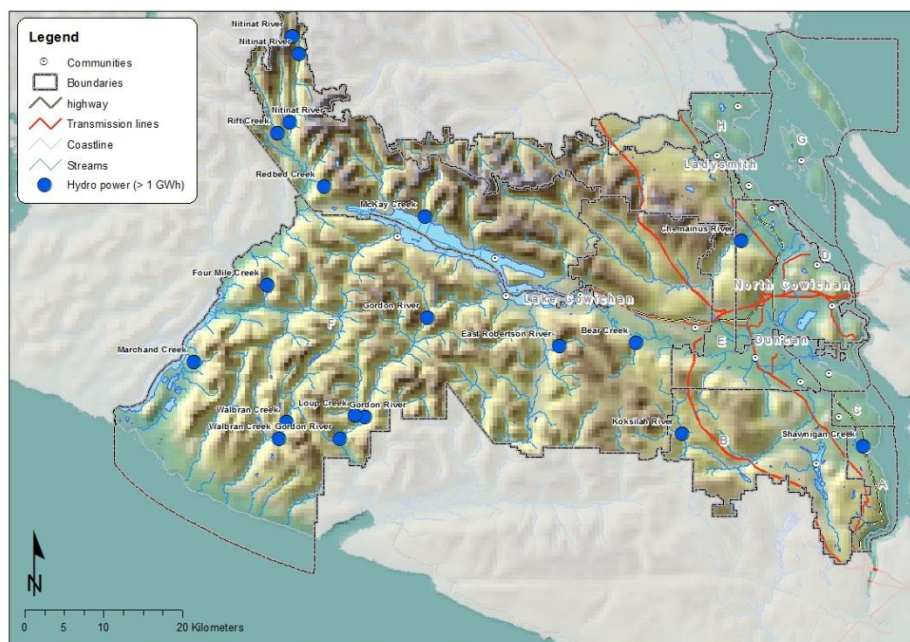 Legend
Communities
Boundaries
highway
Transmission lines
Coastline
Streams
Hydro power (> 1 GWh)
Nitinat River
Nitinat River
Nitinat River
Rift Creek
Redbed Creek
McKay Creek
H
G
Ladysmith
Chemainus River
D
North Cowichan
Four Mile Creek
Lake Cowichan
Gordon River
F
East Robertson River
Bear Creek
E
Duncan
Marchand Creek
Loup Creek
Gordon River
Walbran Creek
Walbran Creek
Gordon River
Koksilah River
C
B
Shawnigan Creek
A
N
0 5 10 20 Kilometers